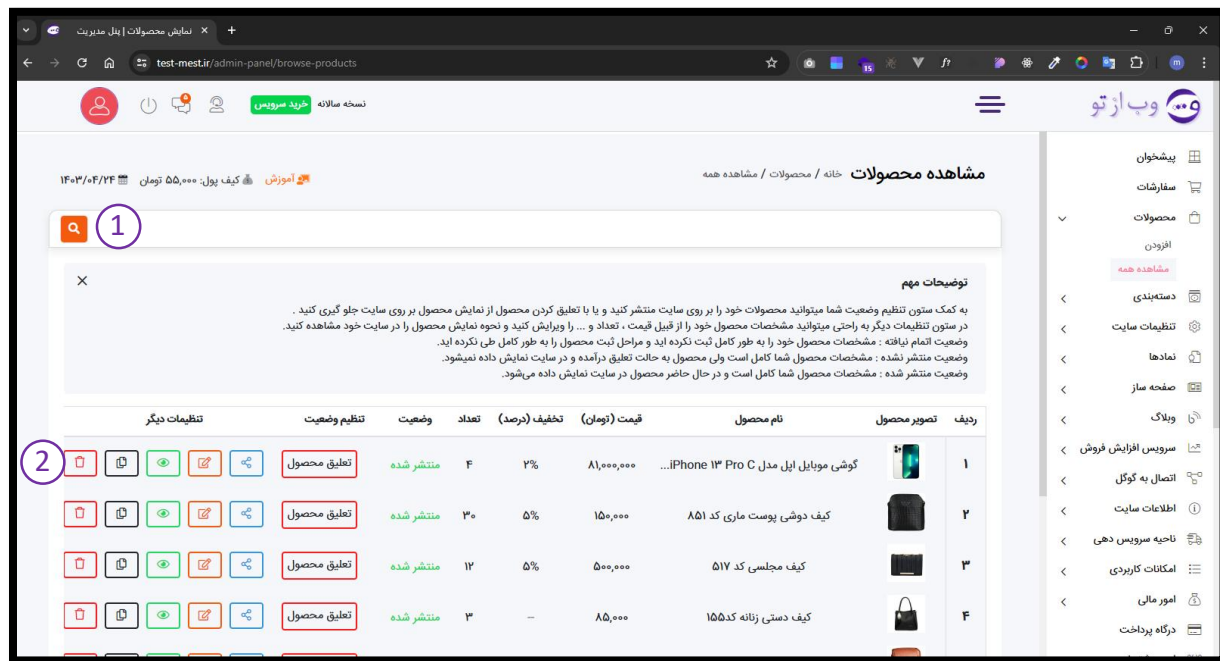 نمایش محصولات | پنل مدیریت
test-mest.ir/admin-panel/browse-products
15
m
وب از تو
نسخه سالانه خرید سرویس
پیشخوان
سفارشات
محصولات
افزودن
مشاهده همه
دسته‌بندی
تنظیمات سایت
نمادها
صفحه ساز
وبلاگ
سرویس افزایش فروش
اتصال به گوگل
اطلاعات سایت
ناحیه سرویس دهی
امکانات کاربردی
امور مالی
درگاه پرداخت
مشاهده محصولات خانه / محصولات / مشاهده همه
آموزش کیف پول: ۵۵,۰۰۰ تومان ۱۴۰۳/۰۴/۲۴
1
توضیحات مهم
به کمک ستون تنظیم وضعیت شما میتوانید محصولات خود را بر روی سایت منتشر کنید و یا با تعلیق کردن محصول از نمایش محصول بر روی سایت جلو گیری کنید .
در ستون تنظیمات دیگر به راحتی میتوانید مشخصات محصول خود را از قبیل قیمت ، تعداد و ... را ویرایش کنید و نحوه نمایش محصول را در سایت خود مشاهده کنید.
وضعیت اتمام نیافته : مشخصات محصول خود را به طور کامل ثبت نکرده اید و مراحل ثبت محصول را به طور کامل طی نکرده اید.
وضعیت منتشر نشده : مشخصات محصول شما کامل است ولی محصول به حالت تعلیق درآمده و در سایت نمایش داده نمیشود.
وضعیت منتشر شده : مشخصات محصول شما کامل است و در حال حاضر محصول در سایت نمایش داده می‌شود.
ردیف تصویر محصول نام محصول قیمت (تومان) تخفیف (درصد) تعداد وضعیت تنظیم وضعیت تنظیمات دیگر
۱ گوشی موبایل اپل مدل iPhone ۱۳ Pro C... ۸۱,۰۰۰,۰۰۰ ۲% ۴ منتشر شده تعلیق محصول
2
۲ کیف دوشی پوست ماری کد ۸۵۱ ۱۵۰,۰۰۰ ۵% ۳۰ منتشر شده تعلیق محصول
۳ کیف مجلسی کد ۵۱۷ ۵۰۰,۰۰۰ ۵% ۱۲ منتشر شده تعلیق محصول
۴ کیف دستی زنانه کد۱۵۵ ۸۵,۰۰۰ – ۳ منتشر شده تعلیق محصول